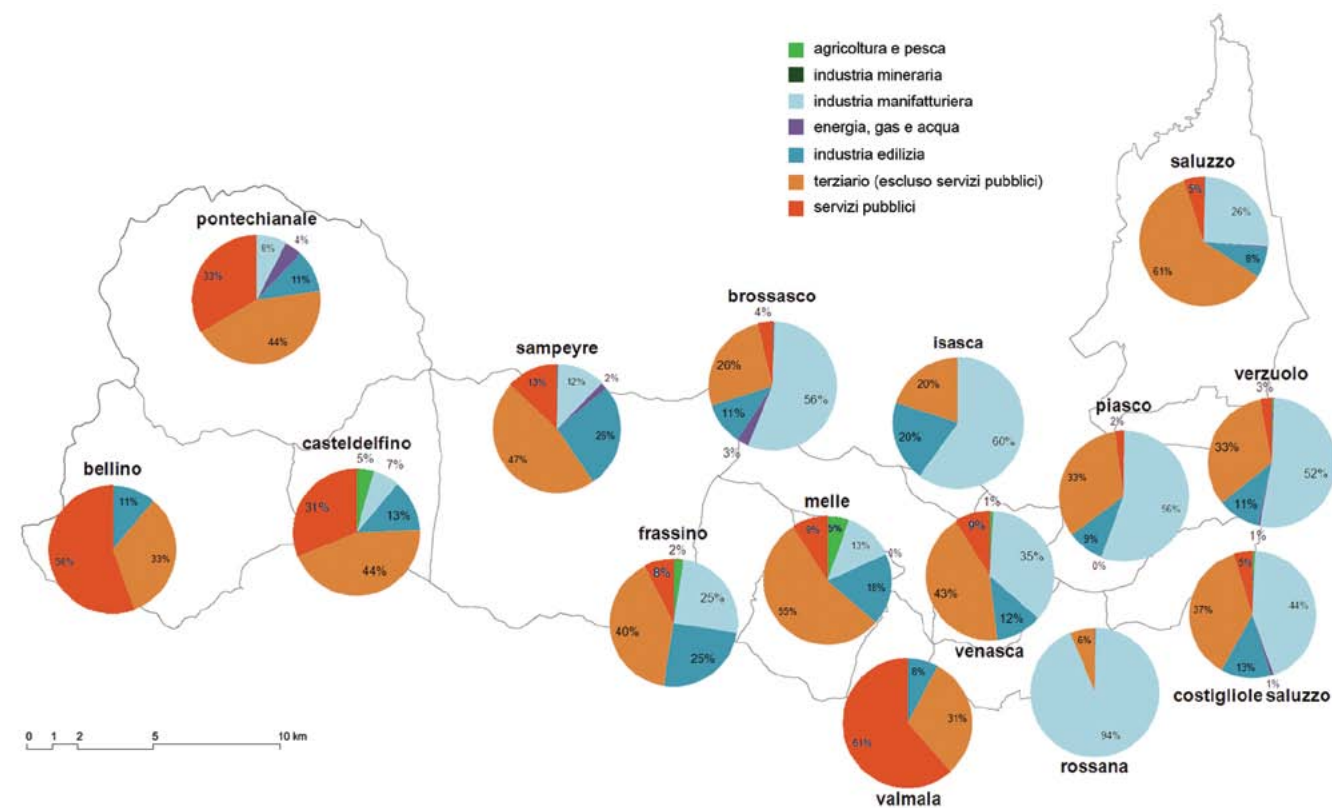 agricoltura e pesca
industria mineraria
industria manifatturiera
energia, gas e acqua
industria edilizia
terziario (escluso servizi pubblici)
servizi pubblici
saluzzo
5%
26%
61%
pontechianale
4%
33%
11%
44%
brossasco
4%
11%
56%
3%
sampeyre
13%
12%
2%
47%
isasca
20%
20%
60%
verzuolo
3%
33%
52%
11%
1%
piasco
2%
33%
56%
9%
0%
casteldelfino
5%
7%
31%
13%
44%
bellino
11%
33%
melle
9%
5%
13%
0%
18%
55%
venasca
1%
9%
35%
43%
12%
frassino
2%
8%
25%
40%
25%
costigliole saluzzo
5%
44%
37%
13%
1%
valmala
8%
31%
61%
rossana
6%
94%
0 1 2 5 10 km